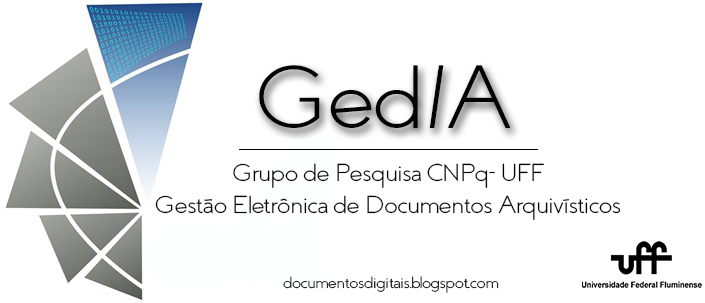 GedIA
Grupo de Pesquisa CNPq- UFF
Gestão Eletrônica de Documentos Arquivísticos
documentosdigitais.blogspot.com
uff
Universidade Federal Fluminense